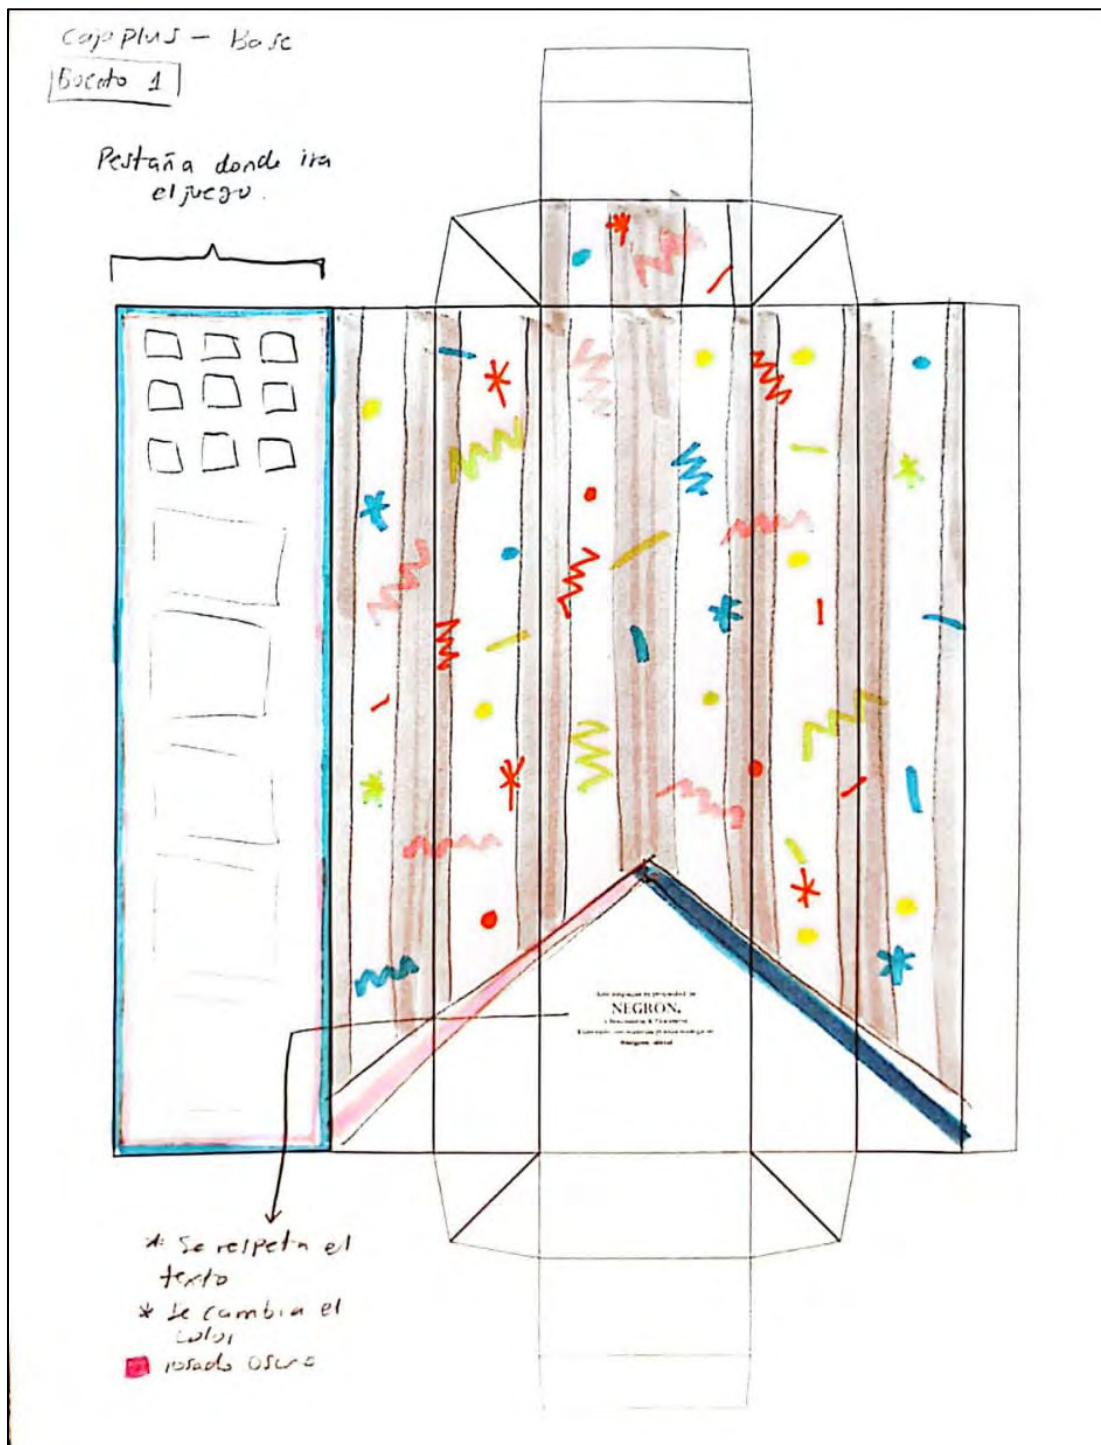 Caja plus - Base
Boceto 1
Pestaña donde ira
el juego.
NEGRON.
* Se respeta el
texto
* Se cambia el
color
rosado oscuro